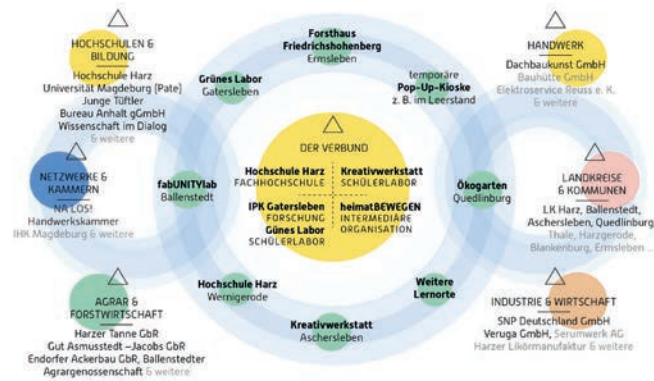 HOCHSCHULEN &
BILDUNG
Hochschule Harz
Universität Magdeburg [Pate]
Junge Tüftler
Bureau Anhalt gGmbH
Wissenschaft im Dialog
& weitere
NETZWERKE &
KAMMERN
NA LOS!
Handwerkskammer
IHK Magdeburg & weitere
AGRAR &
FORSTWIRTSCHAFT
Harzer Tanne GbR
Gut Asmusstedt – Jacobs GbR
Endorfer Ackerbau GbR, Ballenstedter
Agrargenossenschaft & weitere
Forsthaus
Friedrichshohenberg
Ermsleben
Grünes Labor
Gatersleben
temporäre
Pop-Up-Kioske
z. B. im Leerstand
fabUNITYlab
Ballenstedt
DER VERBUND
Hochschule Harz
FACHHOCHSCHULE
Kreativwerkstatt
SCHÜLERLABOR
IPK Gatersleben
FORSCHUNG
Günes Labor
SCHÜLERLABOR
heimatBEWEGEN
INTERMEDIÄRE
ORGANISATION
Ökogarten
Quedlinburg
Hochschule Harz
Wernigerode
Weitere
Lernorte
Kreativwerkstatt
Aschersleben
HANDWERK
Dachbaukunst GmbH
Bauhütte GmbH
Elektroservice Reuss e. K.
& weitere
LANDKREISE
& KOMMUNEN
LK Harz, Ballenstedt,
Aschersleben, Quedlinburg
Thale, Harzgerode,
Blankenburg, Ermsleben ...
INDUSTRIE & WIRTSCHAFT
SNP Deutschland GmbH
Veruga GmbH, Serumwerk AG
Harzer Likörmanufaktur & weitere